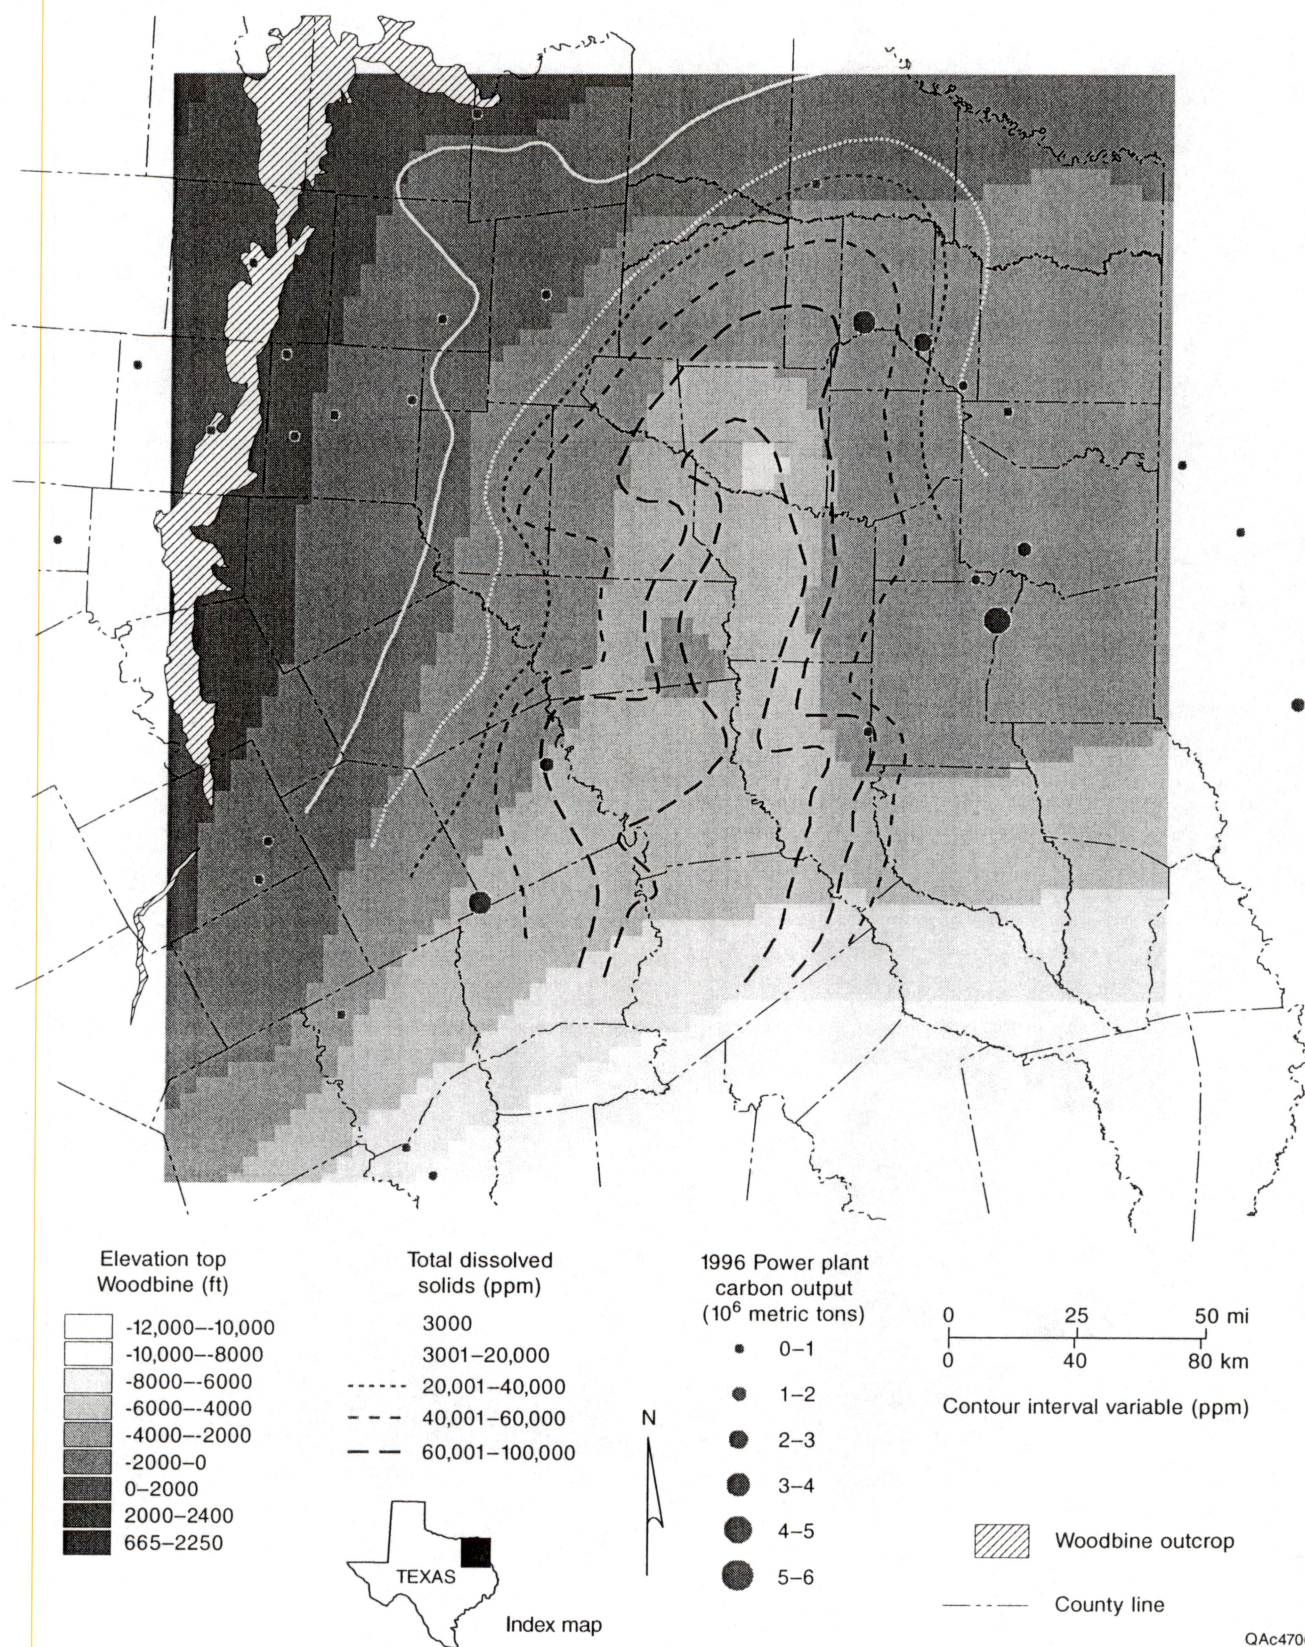 Elevation top
Woodbine (ft)
-12,000--10,000
-10,000--8000
-8000--6000
-6000--4000
-4000--2000
-2000-0
0-2000
2000-2400
665-2250
Total dissolved
solids (ppm)
3000
3001-20,000
20,001-40,000
40,001-60,000
60,001-100,000
TEXAS
Index map
N
1996 Power plant
carbon output
(10⁶ metric tons)
0-1
1-2
2-3
3-4
4-5
5-6
0 25 50 mi
0 40 80 km
Contour interval variable (ppm)
Woodbine outcrop
County line